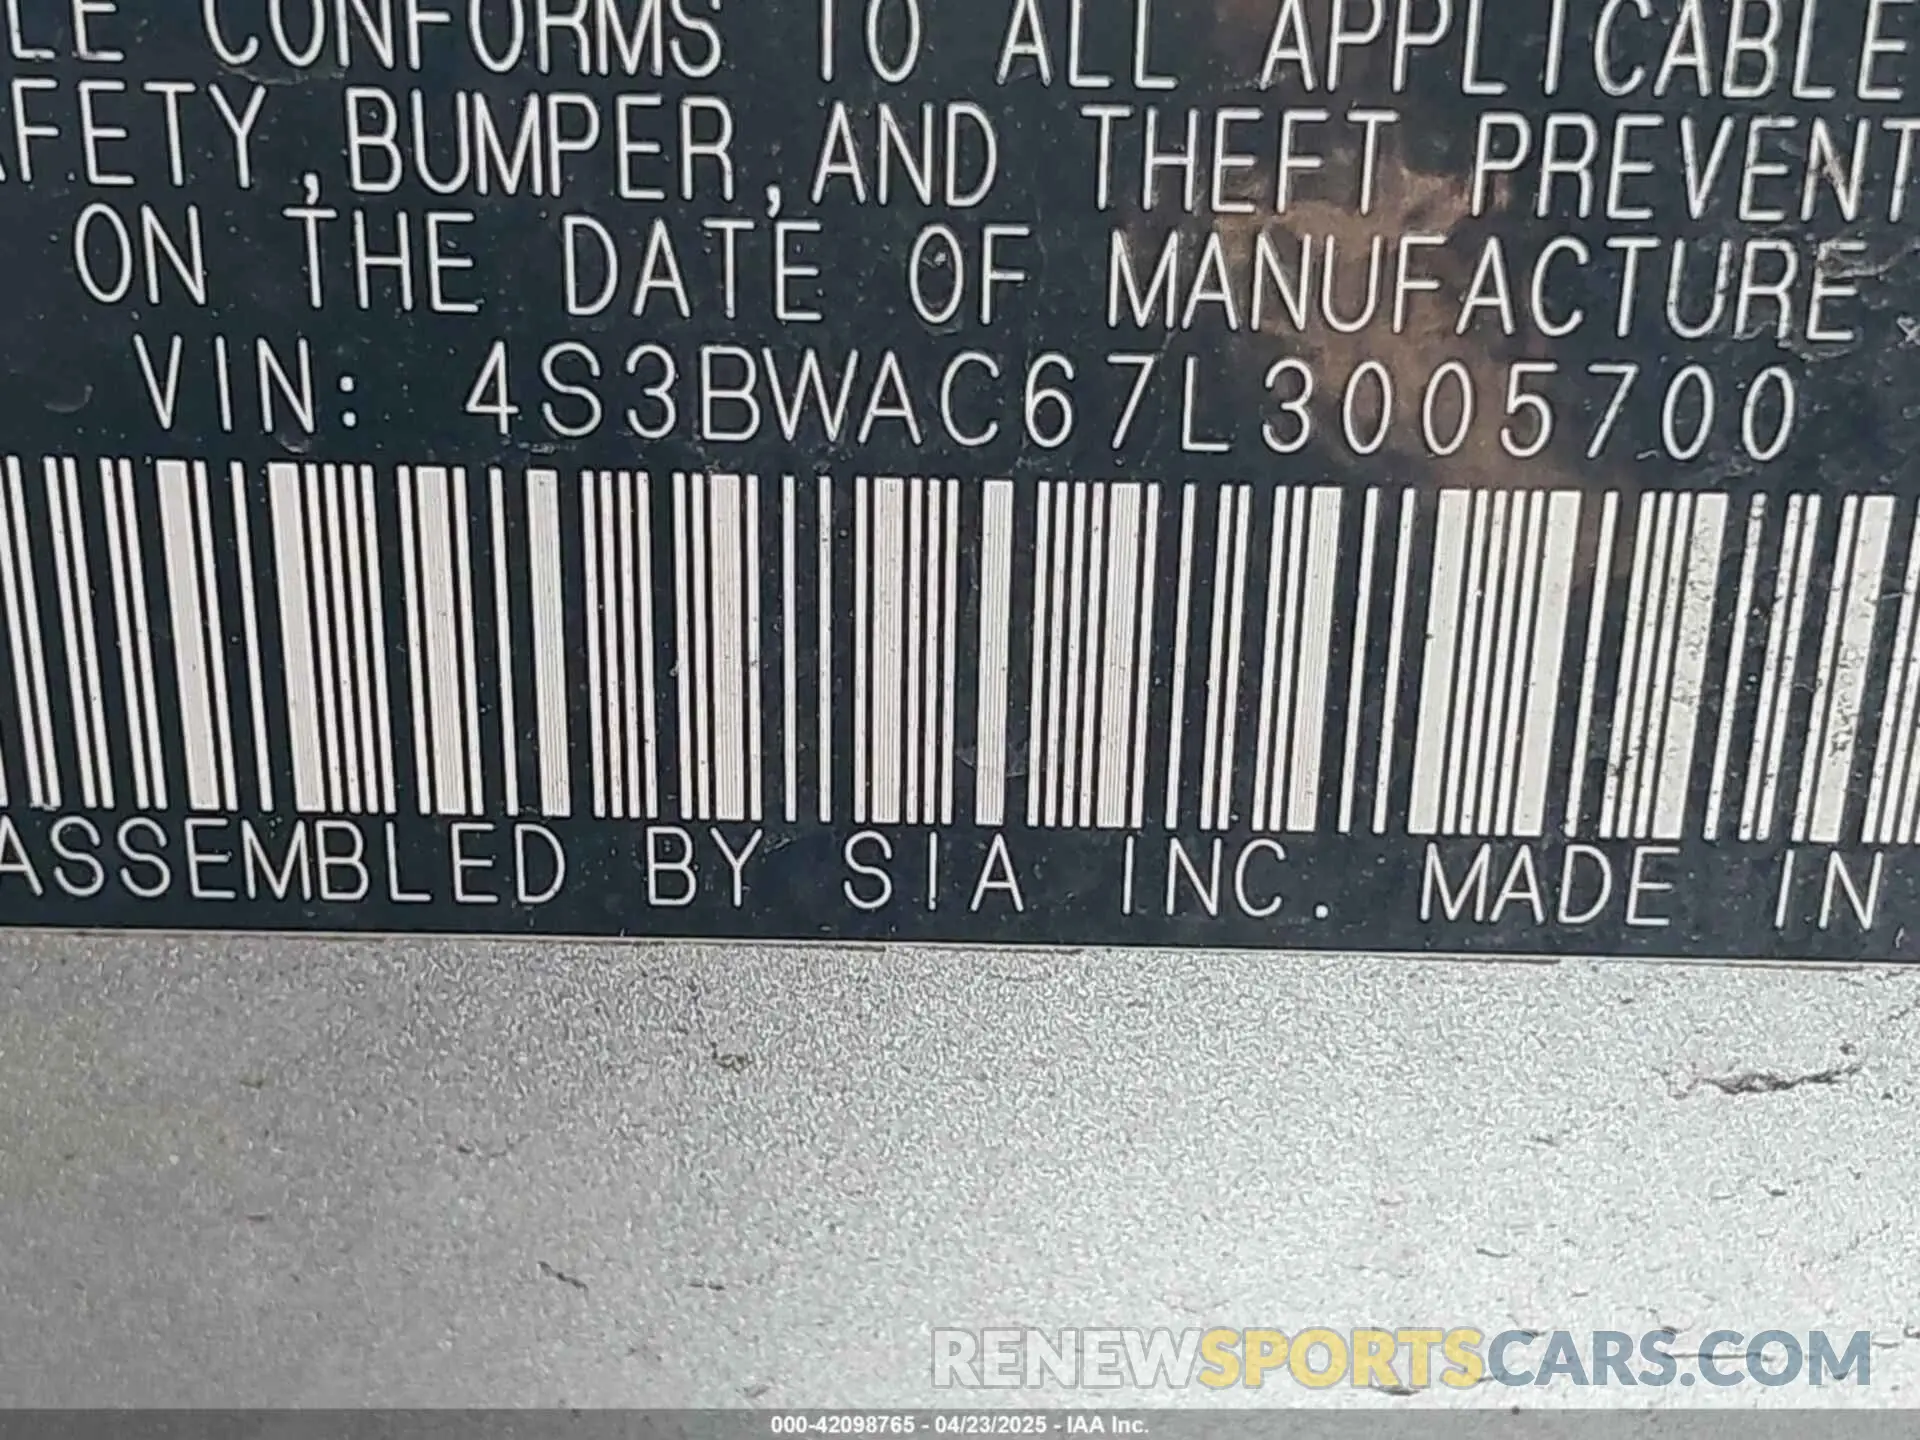 LE CONFORMS TO ALL APPLICABLE
AFETY,BUMPER,AND THEFT PREVENT
ON THE DATE OF MANUFACTURE
VIN: 4S3BWAC67L3005700
ASSEMBLED BY SIA INC. MADE IN
RENEWSPORTSCARS.COM
000-42098765 - 04/23/2025 - IAA Inc.